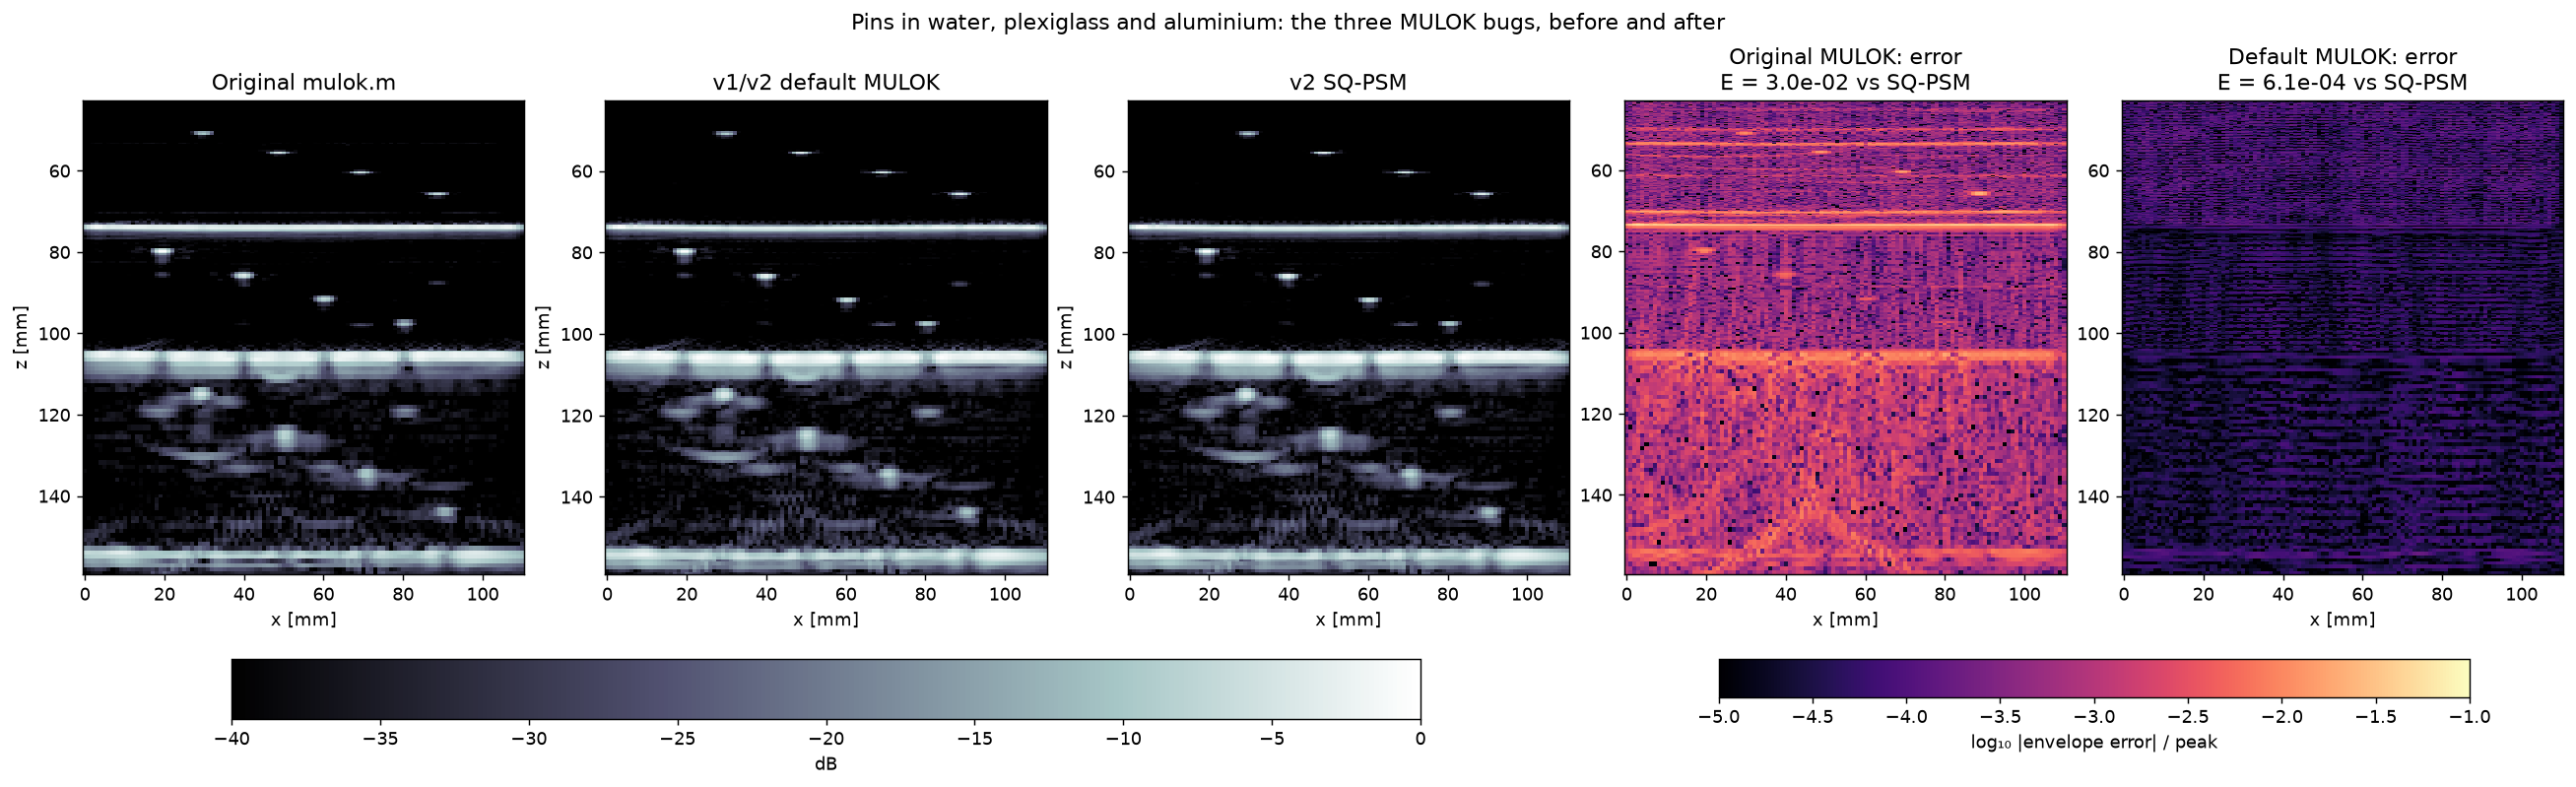 Pins in water, plexiglass and aluminium: the three MULOK bugs, before and after
Original mulok.m
v1/v2 default MULOK
v2 SQ-PSM
Original MULOK: error
E = 3.0e-02 vs SQ-PSM
Default MULOK: error
E = 6.1e-04 vs SQ-PSM
z [mm]
60
80
100
120
140
0 20 40 60 80 100
x [mm]
z [mm]
60
80
100
120
140
0 20 40 60 80 100
x [mm]
z [mm]
60
80
100
120
140
0 20 40 60 80 100
x [mm]
60
80
100
120
140
0 20 40 60 80 100
x [mm]
60
80
100
120
140
0 20 40 60 80 100
x [mm]
−40 −35 −30 −25 −20 −15 −10 −5 0
dB
−5.0 −4.5 −4.0 −3.5 −3.0 −2.5 −2.0 −1.5 −1.0
log₁₀ |envelope error| / peak